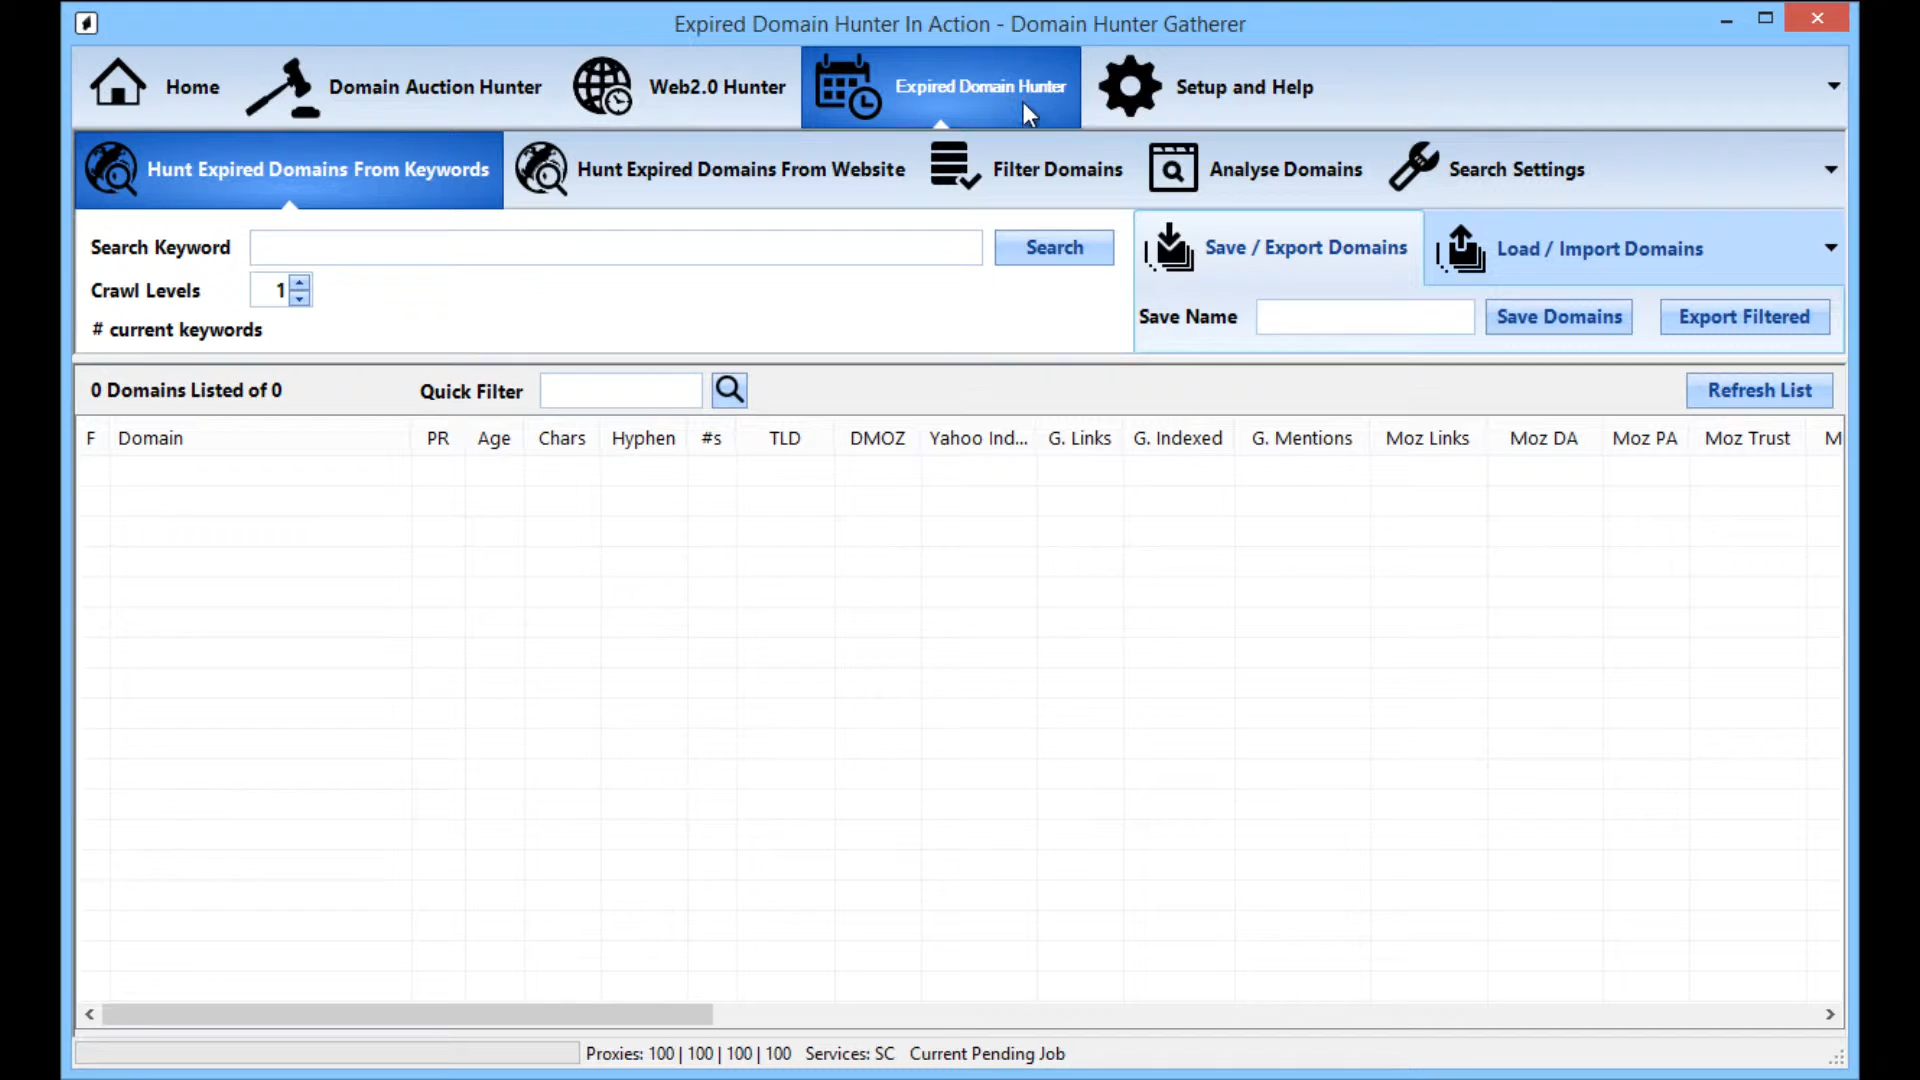 Expired Domain Hunter In Action - Domain Hunter Gatherer
Home Domain Auction Hunter Web2.0 Hunter Expired Domain Hunter Setup and Help
Hunt Expired Domains From Keywords Hunt Expired Domains From Website Filter Domains Analyse Domains Search Settings
Search Keyword Search Save / Export Domains Load / Import Domains
Crawl Levels 1
Save Name Save Domains Export Filtered
# current keywords
0 Domains Listed of 0 Quick Filter Refresh List
F Domain PR Age Chars Hyphen #s TLD DMOZ Yahoo Ind... G. Links G. Indexed G. Mentions Moz Links Moz DA Moz PA Moz Trust M
Proxies: 100 | 100 | 100 | 100 Services: SC Current Pending Job